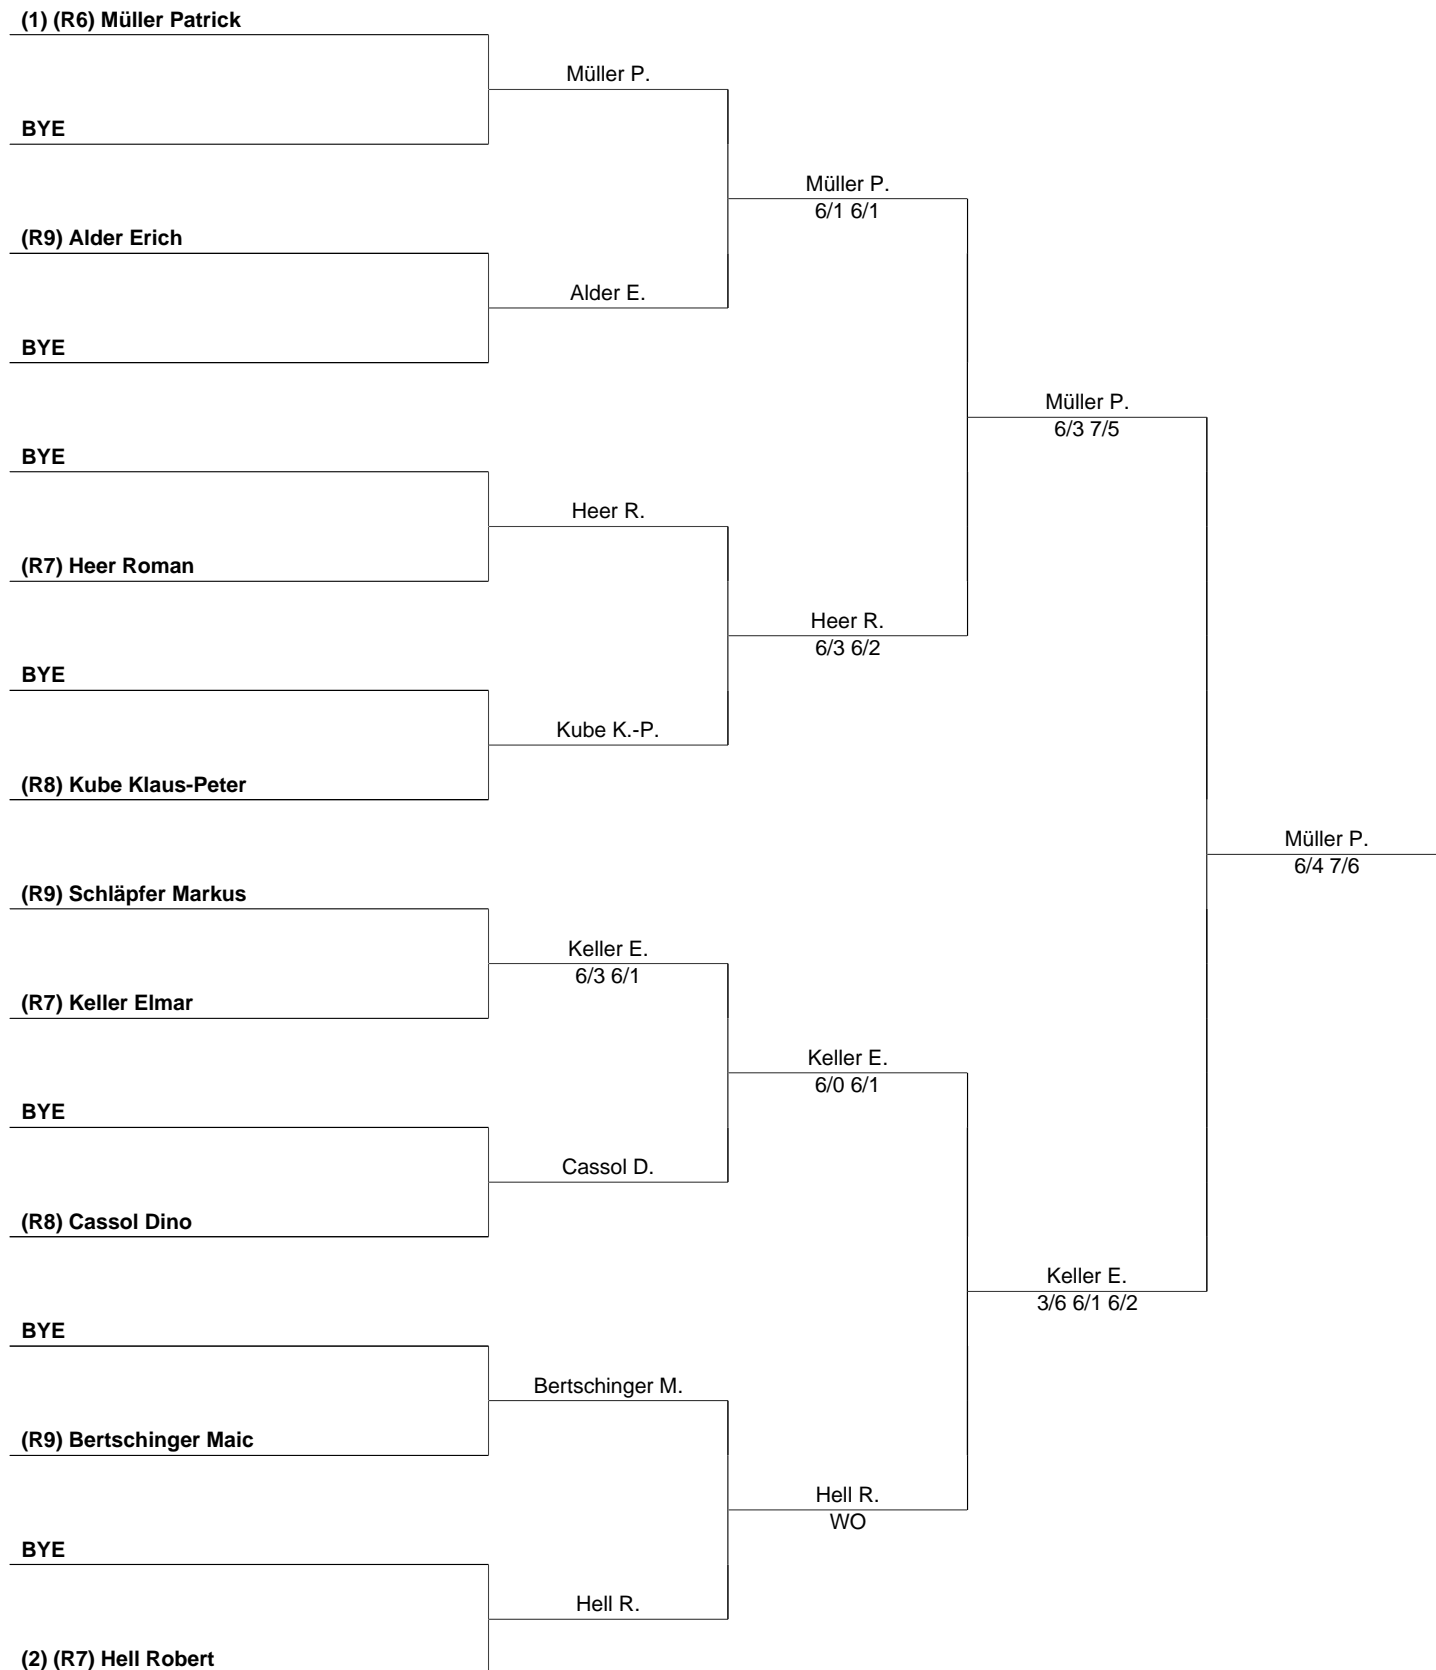 (1) (R6) Müller Patrick
Müller P.
BYE
Müller P.
6/1 6/1
(R9) Alder Erich
Alder E.
BYE
Müller P.
6/3 7/5
BYE
Heer R.
(R7) Heer Roman
Heer R.
6/3 6/2
BYE
Kube K.-P.
(R8) Kube Klaus-Peter
Müller P.
6/4 7/6
(R9) Schläpfer Markus
Keller E.
6/3 6/1
(R7) Keller Elmar
Keller E.
6/0 6/1
BYE
Cassol D.
(R8) Cassol Dino
Keller E.
3/6 6/1 6/2
BYE
Bertschinger M.
(R9) Bertschinger Maic
Hell R.
WO
BYE
Hell R.
(2) (R7) Hell Robert